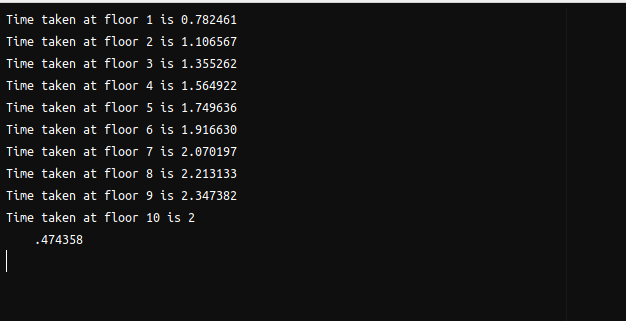 Time taken at floor 1 is 0.782461
Time taken at floor 2 is 1.106567
Time taken at floor 3 is 1.355262
Time taken at floor 4 is 1.564922
Time taken at floor 5 is 1.749636
Time taken at floor 6 is 1.916630
Time taken at floor 7 is 2.070197
Time taken at floor 8 is 2.213133
Time taken at floor 9 is 2.347382
Time taken at floor 10 is 2
.474358